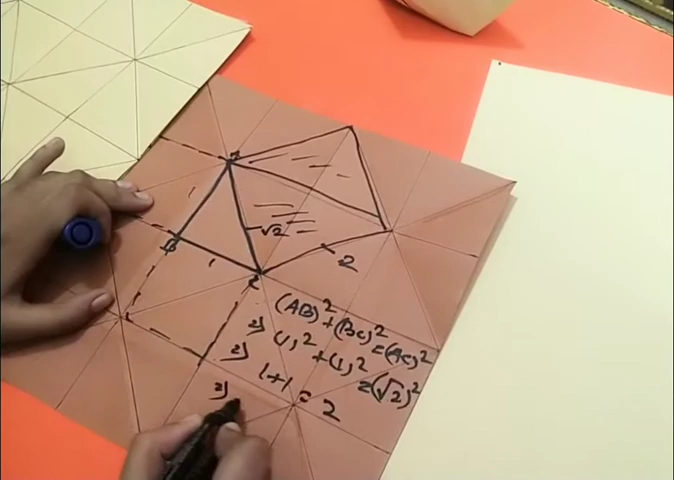 A
1
√2
B
1
C
2
(AB)² + (BC)² = (AC)²
⇒ (1)² + (1)² = (√2)²
⇒ 1+1 = 2
⇒